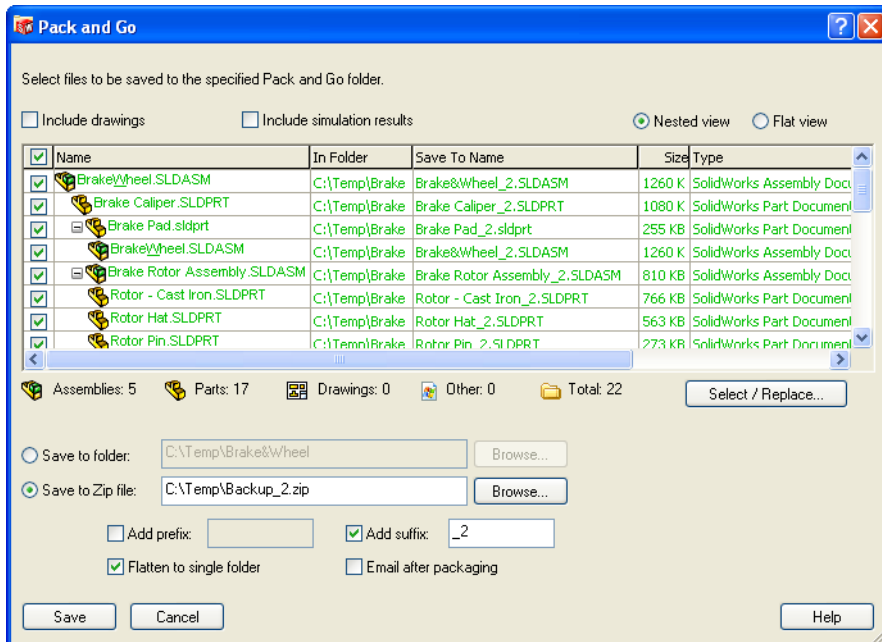 Pack and Go
Select files to be saved to the specified Pack and Go folder.
Include drawings Include simulation results Nested view Flat view
Name In Folder Save To Name Size Type
BrakeWheel.SLDASM C:\Temp\Brake Brake&Wheel_2.SLDASM 1260 K SolidWorks Assembly Docu
Brake Caliper.SLDPRT C:\Temp\Brake Brake Caliper_2.SLDPRT 1080 K SolidWorks Part Document
Brake Pad.sldprt C:\Temp\Brake Brake Pad_2.sldprt 255 KB SolidWorks Part Document
BrakeWheel.SLDASM C:\Temp\Brake Brake&Wheel_2.SLDASM 1260 K SolidWorks Assembly Docu
Brake Rotor Assembly.SLDASM C:\Temp\Brake Brake Rotor Assembly_2.SLDASM 810 KB SolidWorks Assembly Docu
Rotor - Cast Iron.SLDPRT C:\Temp\Brake Rotor - Cast Iron_2.SLDPRT 766 KB SolidWorks Part Document
Rotor Hat.SLDPRT C:\Temp\Brake Rotor Hat_2.SLDPRT 563 KB SolidWorks Part Document
Rotor Pin.SLDPRT C:\Temp\Brake Rotor Pin_2.SLDPRT 273 KB SolidWorks Part Document
Assemblies: 5 Parts: 17 Drawings: 0 Other: 0 Total: 22 Select / Replace...
Save to folder: C:\Temp\Brake&Wheel Browse...
Save to Zip file: C:\Temp\Backup_2.zip Browse...
Add prefix: Add suffix: _2
Flatten to single folder Email after packaging
Save Cancel Help